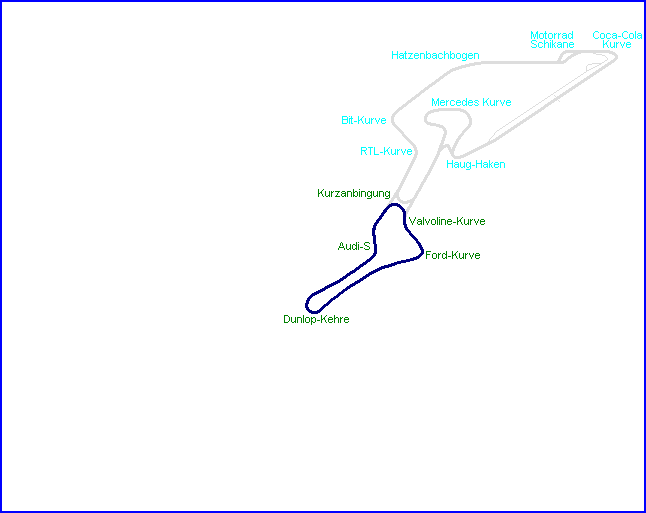 Motorrad
Schikane
Coca-Cola
Kurve
Hatzenbachbogen
Mercedes Kurve
Bit-Kurve
RTL-Kurve
Haug-Haken
Kurzanbingung
Valvoline-Kurve
Audi-S
Ford-Kurve
Dunlop-Kehre